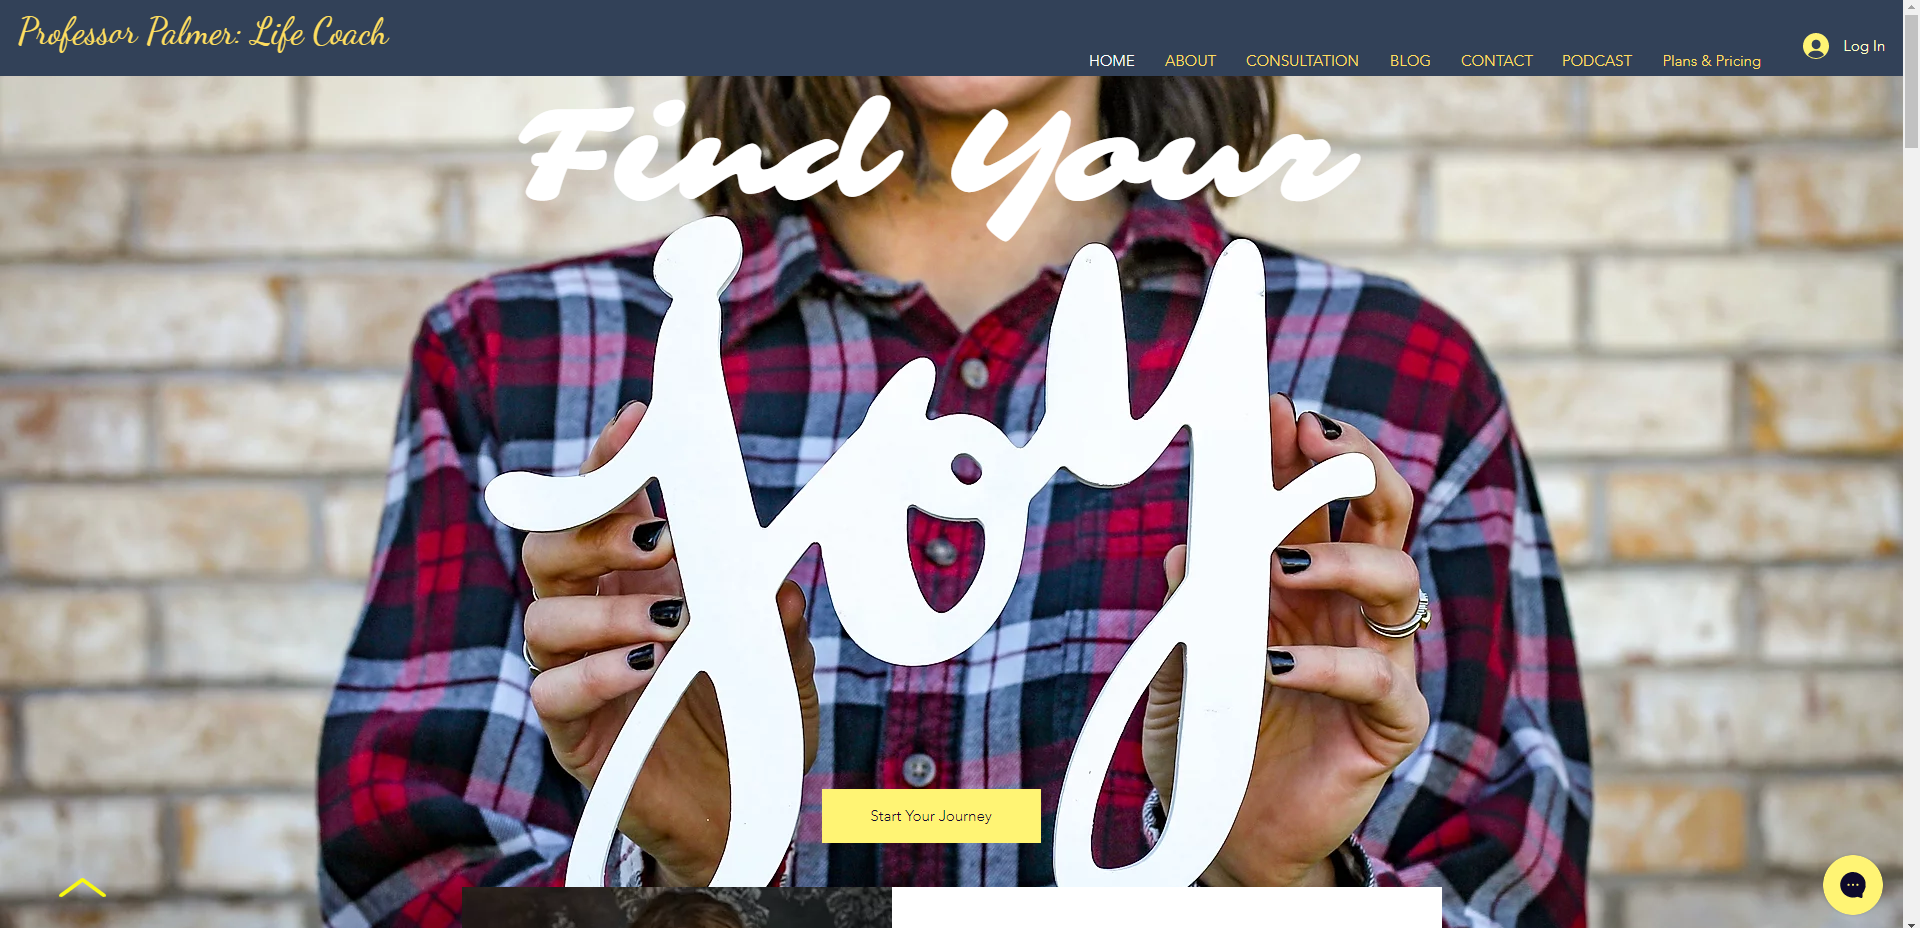 Professor Palmer: Life Coach
HOME ABOUT CONSULTATION BLOG CONTACT PODCAST Plans & Pricing Log In
Find Your
joy
Start Your Journey